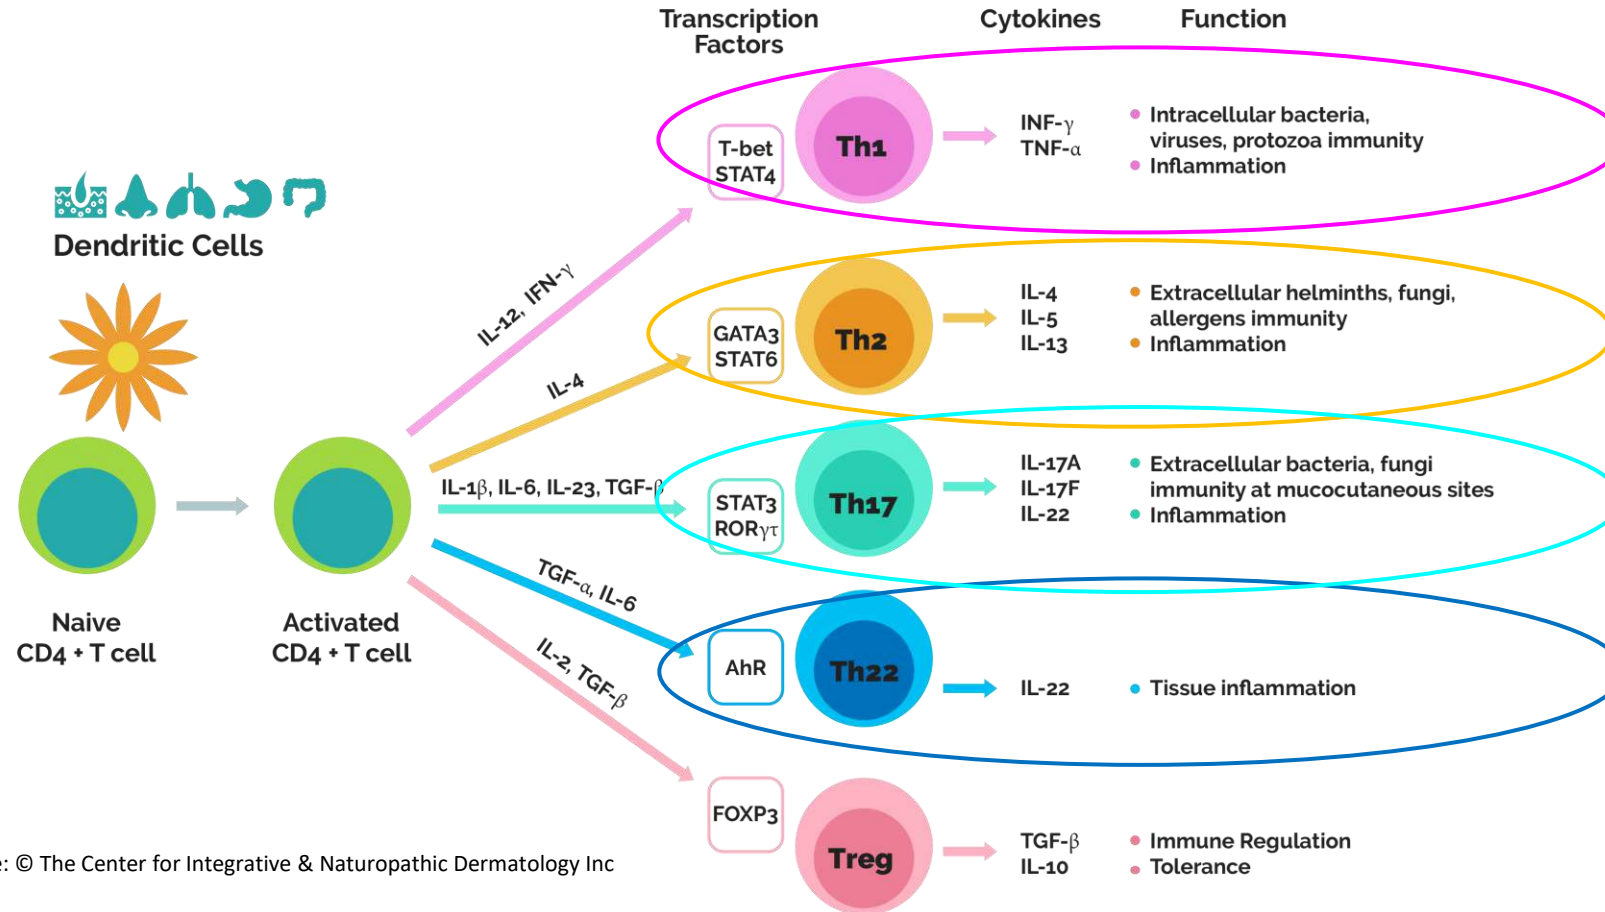 Transcription
Factors
Cytokines
Function
Dendritic Cells
Naive
CD4 + T cell
Activated
CD4 + T cell
IL-12, IFN-γ
T-bet
STAT4
Th1
INF-γ
TNF-α
Intracellular bacteria,
viruses, protozoa immunity
Inflammation
IL-4
GATA3
STAT6
Th2
IL-4
IL-5
IL-13
Extracellular helminths, fungi,
allergens immunity
Inflammation
IL-1β, IL-6, IL-23, TGF-β
STAT3
RORγτ
Th17
IL-17A
IL-17F
IL-22
Extracellular bacteria, fungi
immunity at mucocutaneous sites
Inflammation
TGF-α, IL-6
AhR
Th22
IL-22
Tissue inflammation
IL-2, TGF-β
FOXP3
Treg
TGF-β
IL-10
Immune Regulation
Tolerance
e: © The Center for Integrative & Naturopathic Dermatology Inc